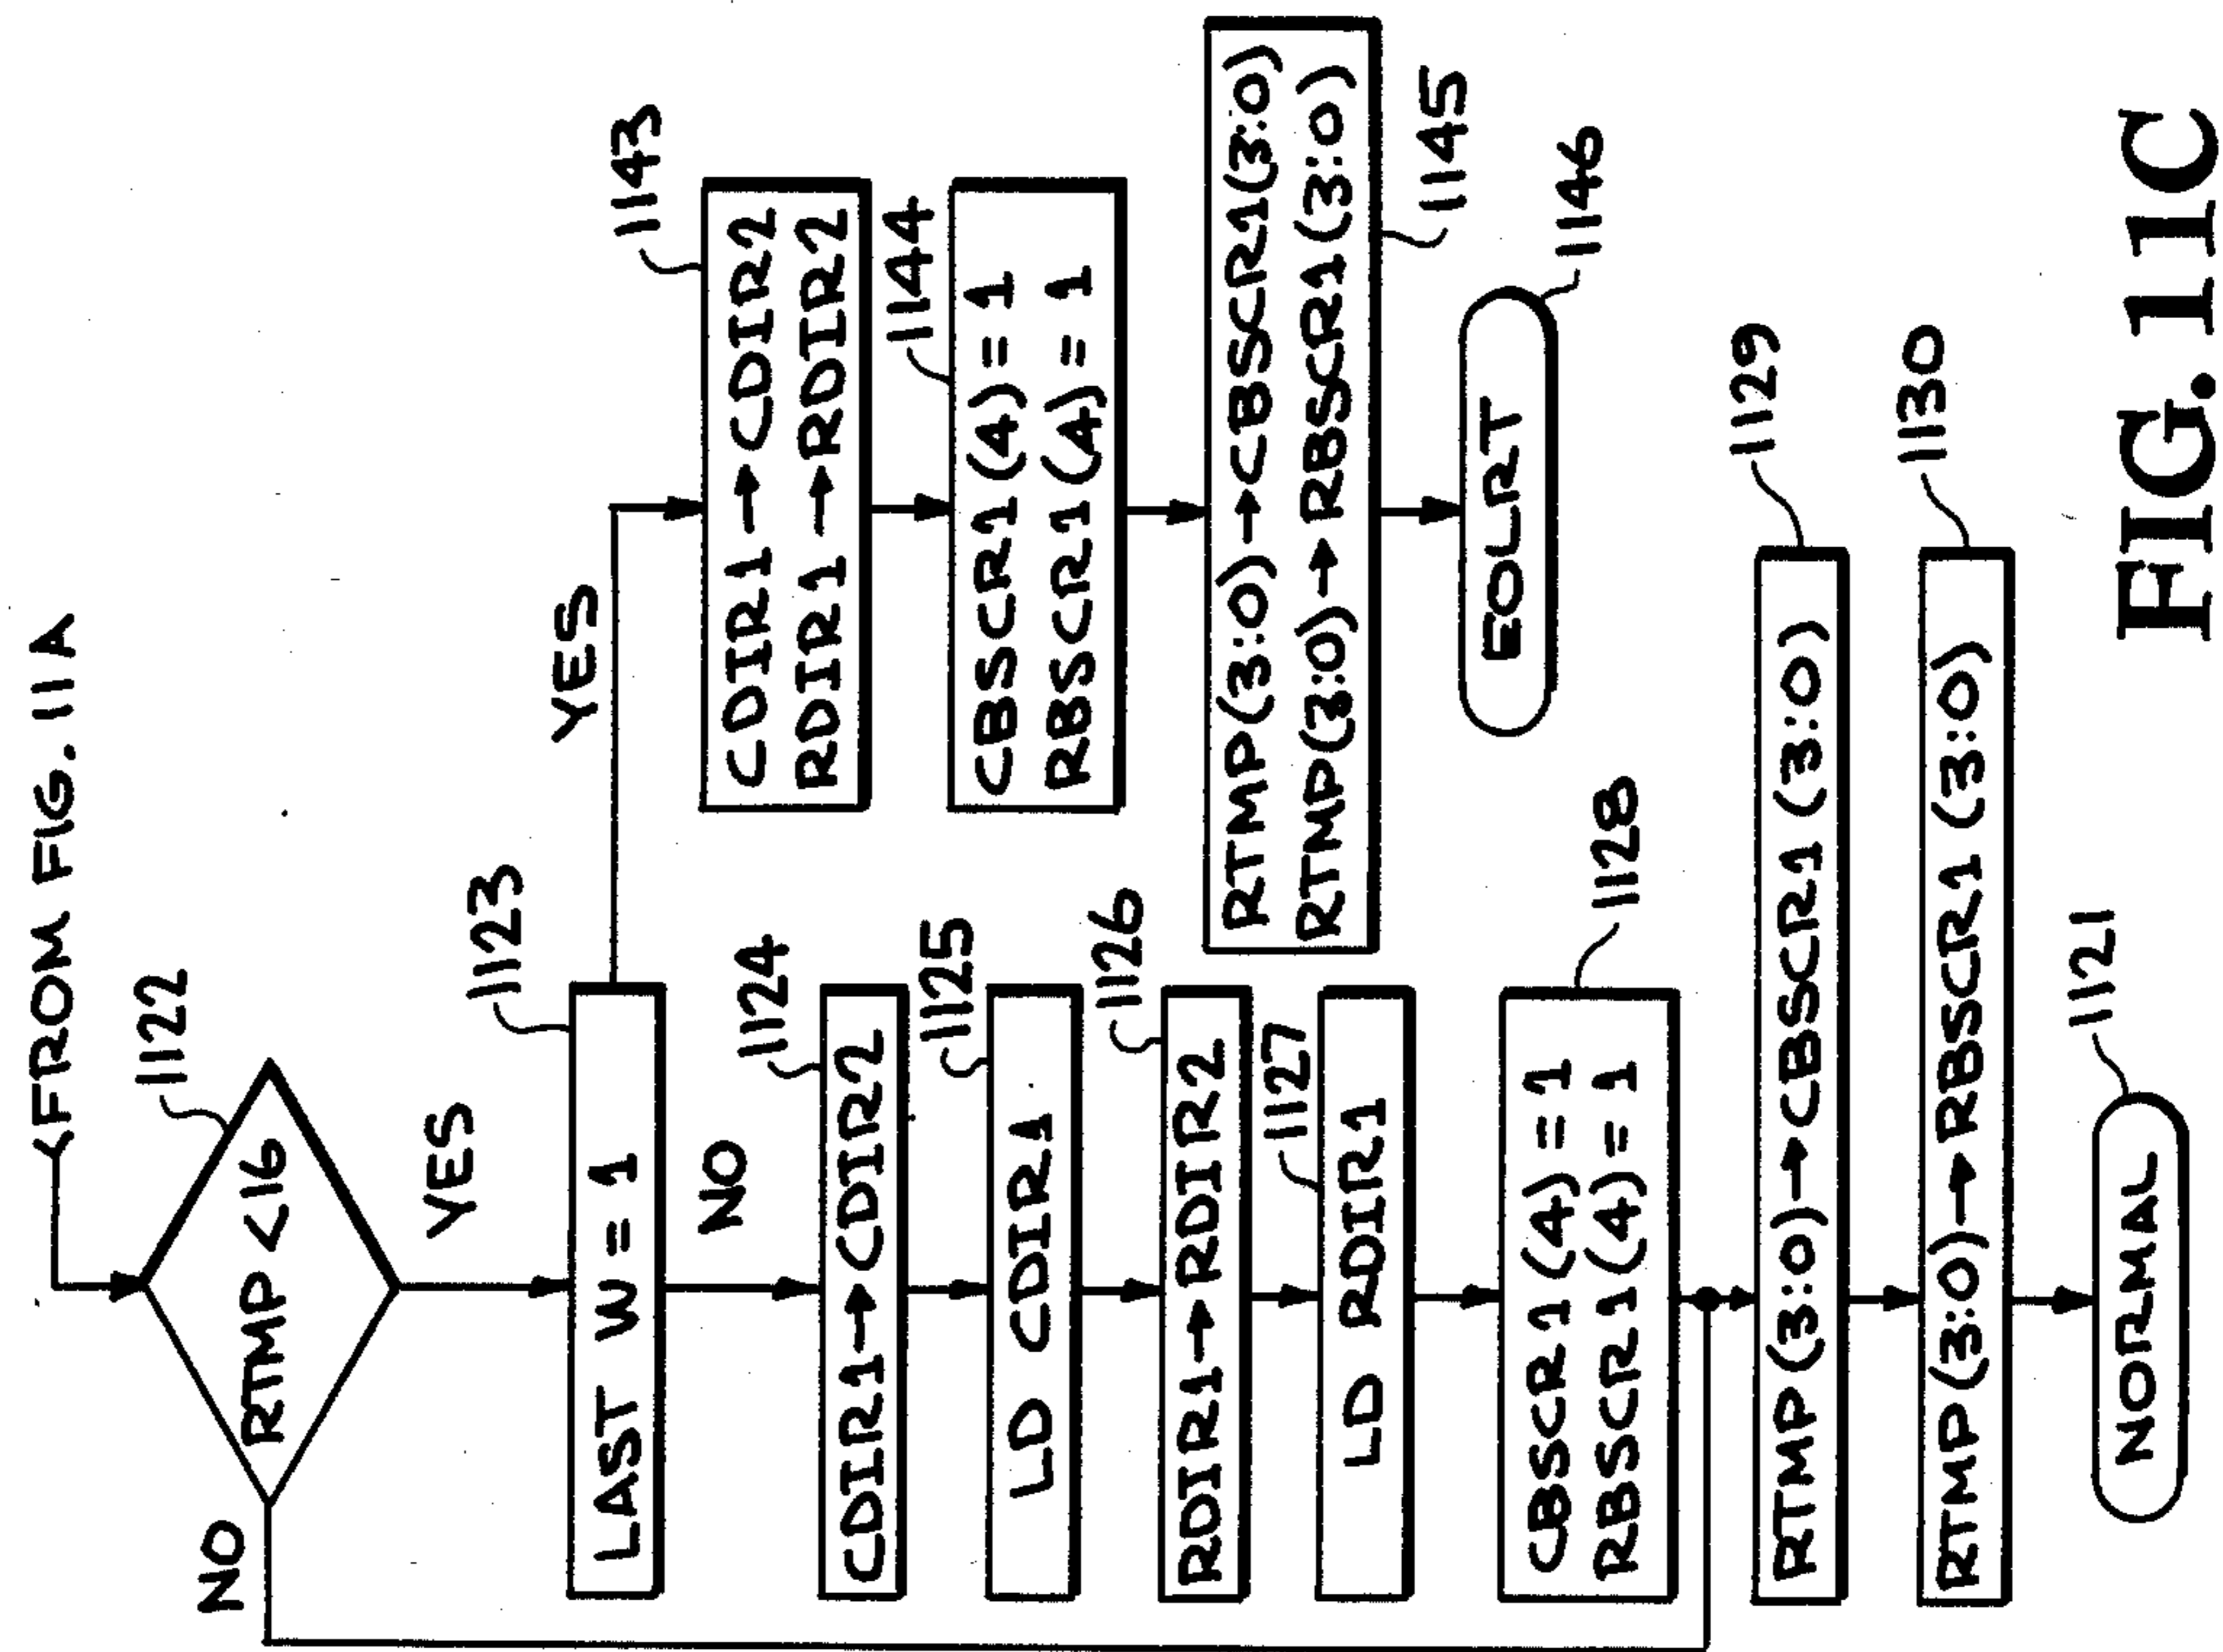 FROM FIG. 11A
1122
RTMP <16
NO
YES
1123
LAST W = 1
YES
NO
1124
CDIR1→CDIR2
1125
LD CDIR1
1126
RDIR1→RDIR2
1127
LD RDIR1
1128
CBSCR1(4)=1
RBSCR1(4)=1
1143
CDIR1→CDIR2
RDIR1→RDIR2
1144
CBSCR1(4)=1
RBSCR1(4)=1
RTMP(3:0)→CBSCR1(3:0)
RTMP(3:0)→RBSCR1(3:0)
1145
EOLRT
1146
1129
RTMP(3:0)→CBSCR1(3:0)
1130
RTMP(3:0)→RBSCR1(3:0)
1121
NORMAL
FIG. 11C